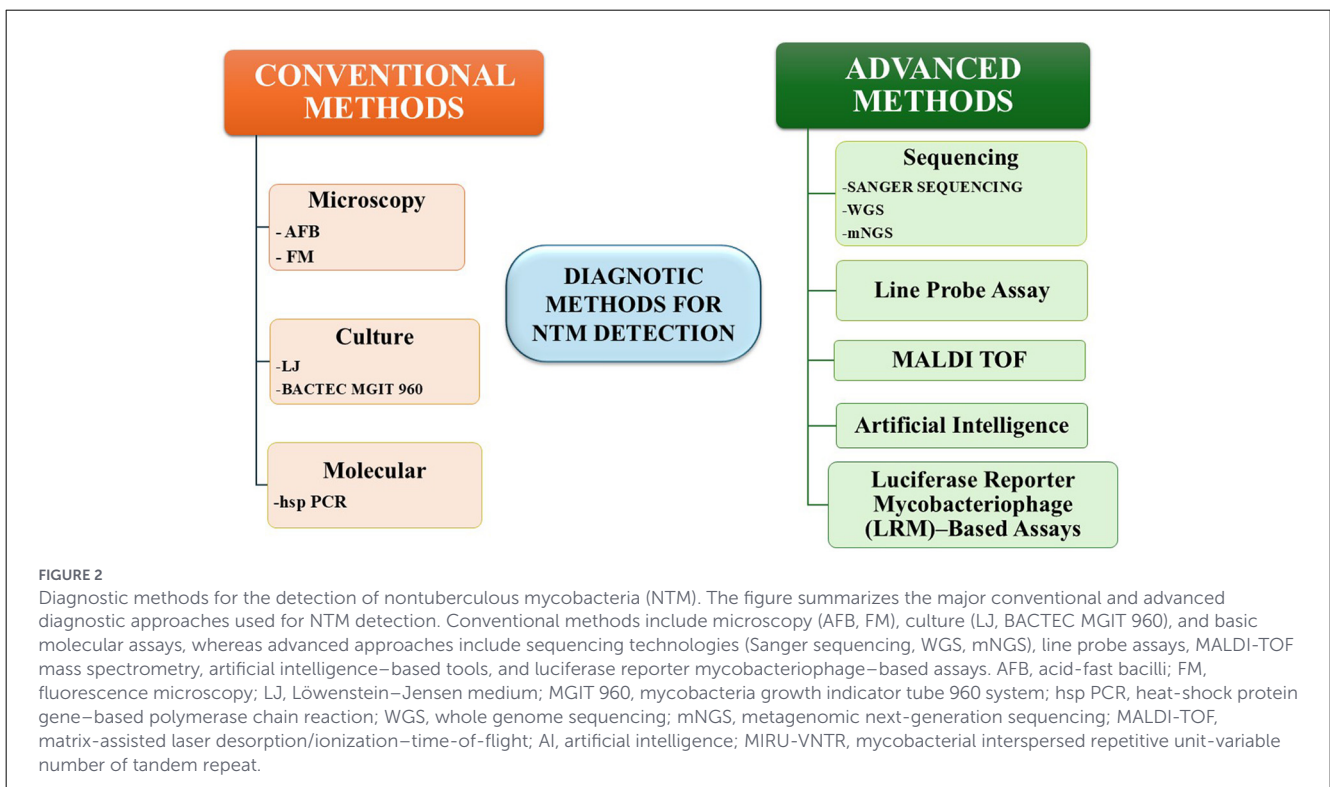 CONVENTIONAL
METHODS
Microscopy
- AFB
- FM
Culture
-LJ
-BACTEC MGIT 960
Molecular
-hsp PCR
DIAGNOTIC
METHODS FOR
NTM DETECTION
ADVANCED
METHODS
Sequencing
-SANGER SEQUENCING
-WGS
-mNGS
Line Probe Assay
MALDI TOF
Artificial Intelligence
Luciferase Reporter
Mycobacteriophage
(LRM)–Based Assays
FIGURE 2
Diagnostic methods for the detection of nontuberculous mycobacteria (NTM). The figure summarizes the major conventional and advanced
diagnostic approaches used for NTM detection. Conventional methods include microscopy (AFB, FM), culture (LJ, BACTEC MGIT 960), and basic
molecular assays, whereas advanced approaches include sequencing technologies (Sanger sequencing, WGS, mNGS), line probe assays, MALDI-TOF
mass spectrometry, artificial intelligence–based tools, and luciferase reporter mycobacteriophage–based assays. AFB, acid-fast bacilli; FM,
fluorescence microscopy; LJ, Löwenstein–Jensen medium; MGIT 960, mycobacteria growth indicator tube 960 system; hsp PCR, heat-shock protein
gene–based polymerase chain reaction; WGS, whole genome sequencing; mNGS, metagenomic next-generation sequencing; MALDI-TOF,
matrix-assisted laser desorption/ionization–time-of-flight; AI, artificial intelligence; MIRU-VNTR, mycobacterial interspersed repetitive unit-variable
number of tandem repeat.